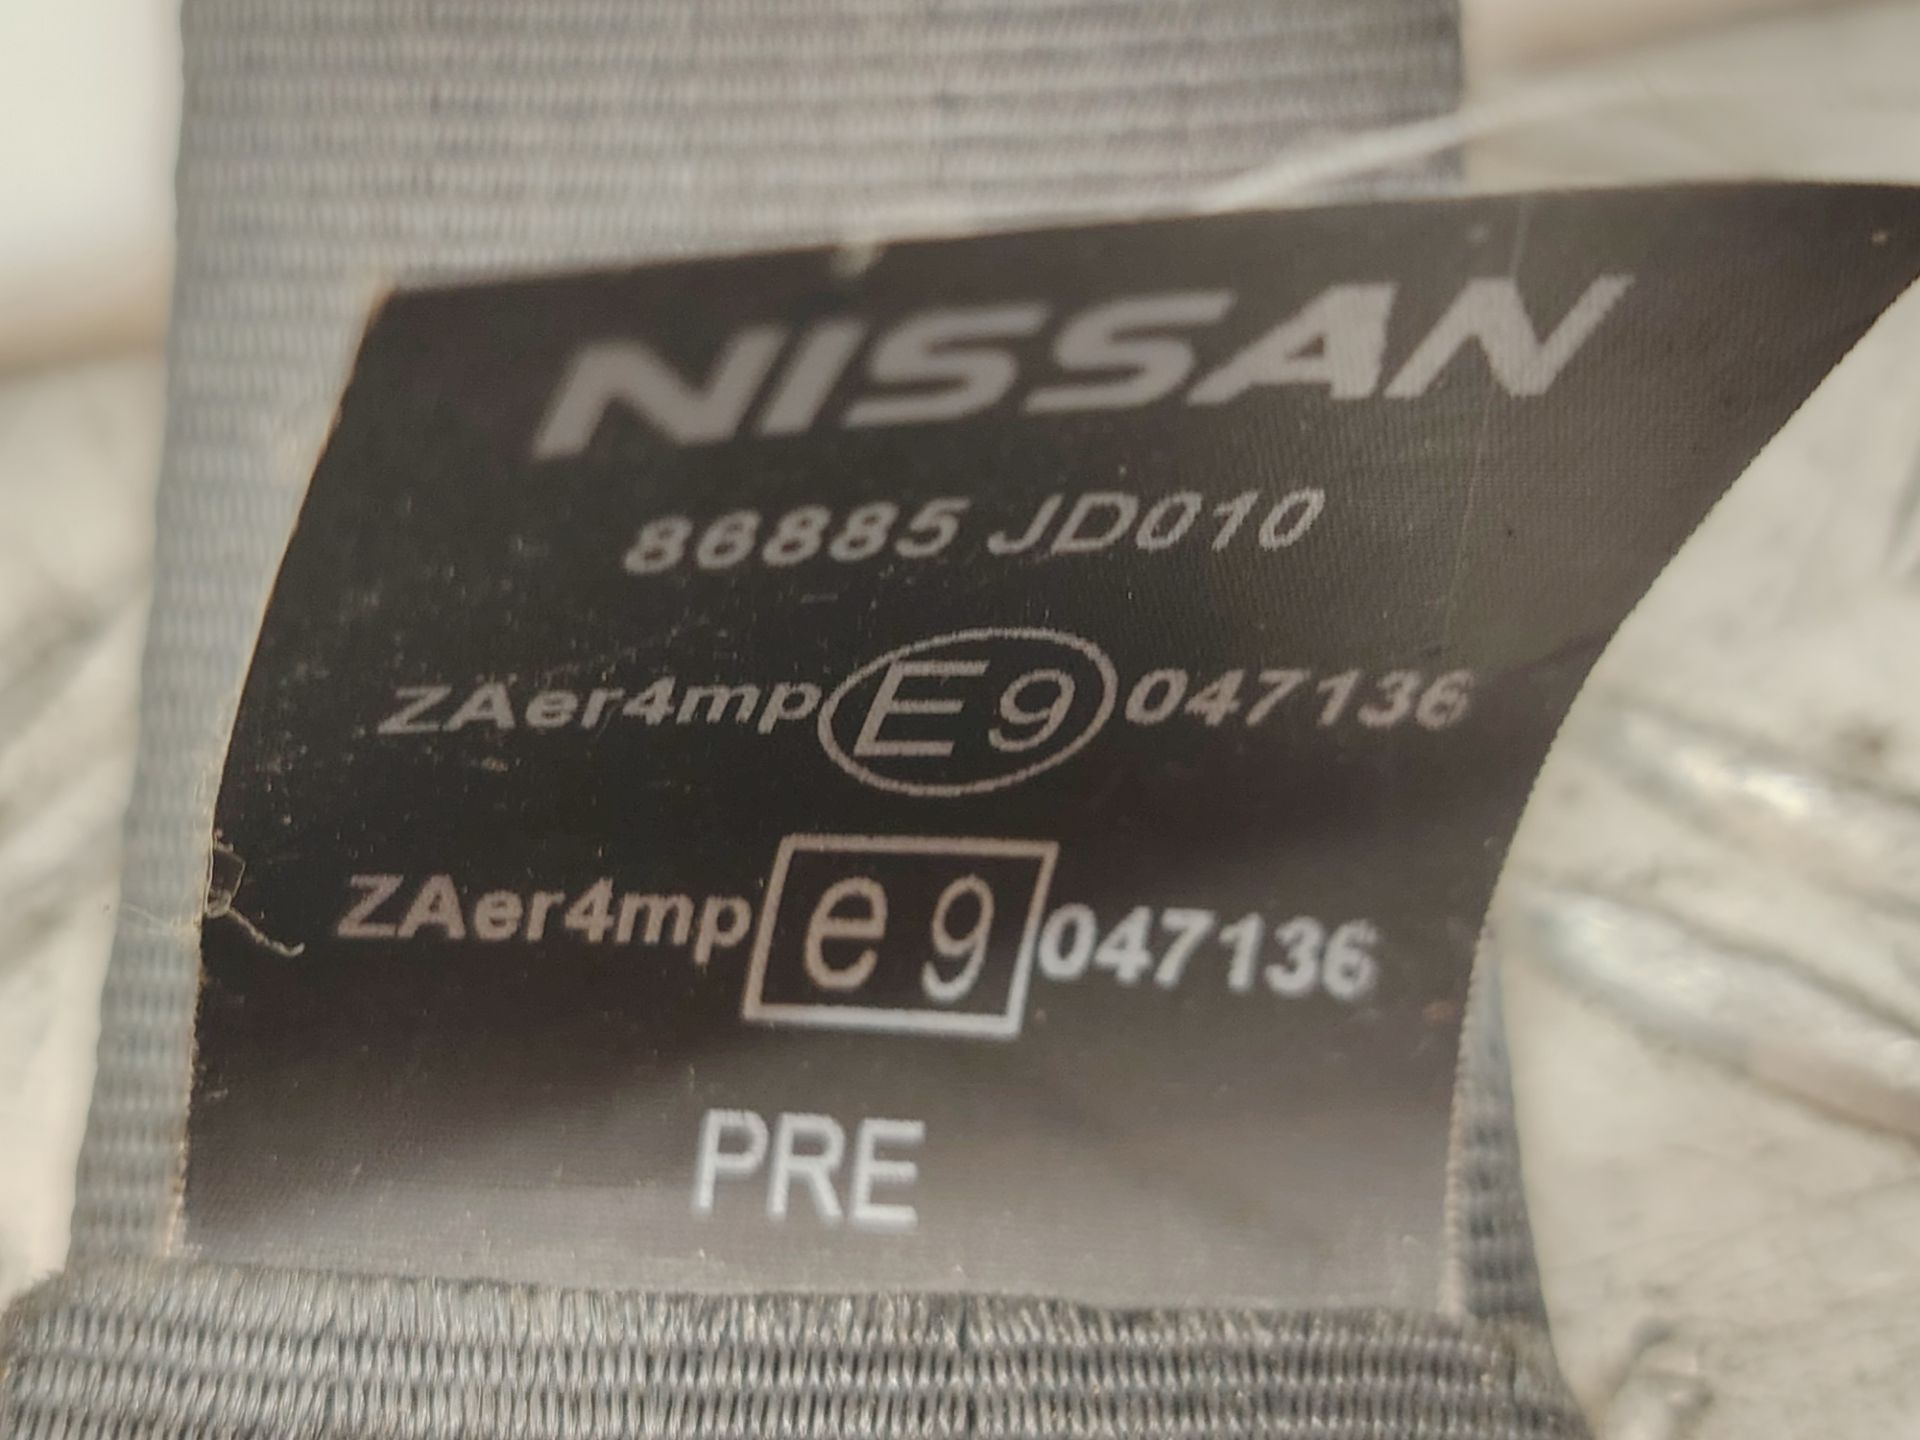 NISSAN
86885 JD010
ZAer4mp E9 047136
ZAer4mp e9 047136
PRE